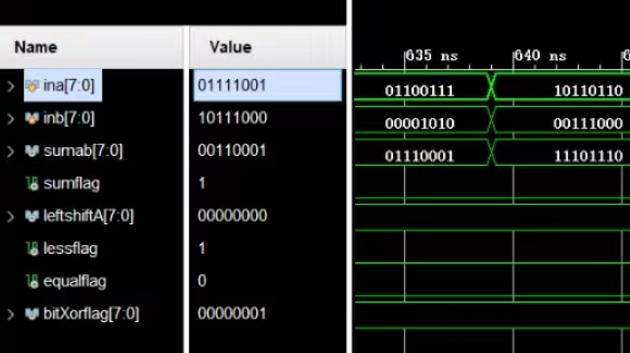 Name Value
635 ns 640 ns
ina[7:0] 01111001 01100111 10110110
inb[7:0] 10111000 00001010 00111000
sumab[7:0] 00110001 01110001 11101110
sumflag 1
leftshiftA[7:0] 00000000
lessflag 1
equalflag 0
bitXorflag[7:0] 00000001